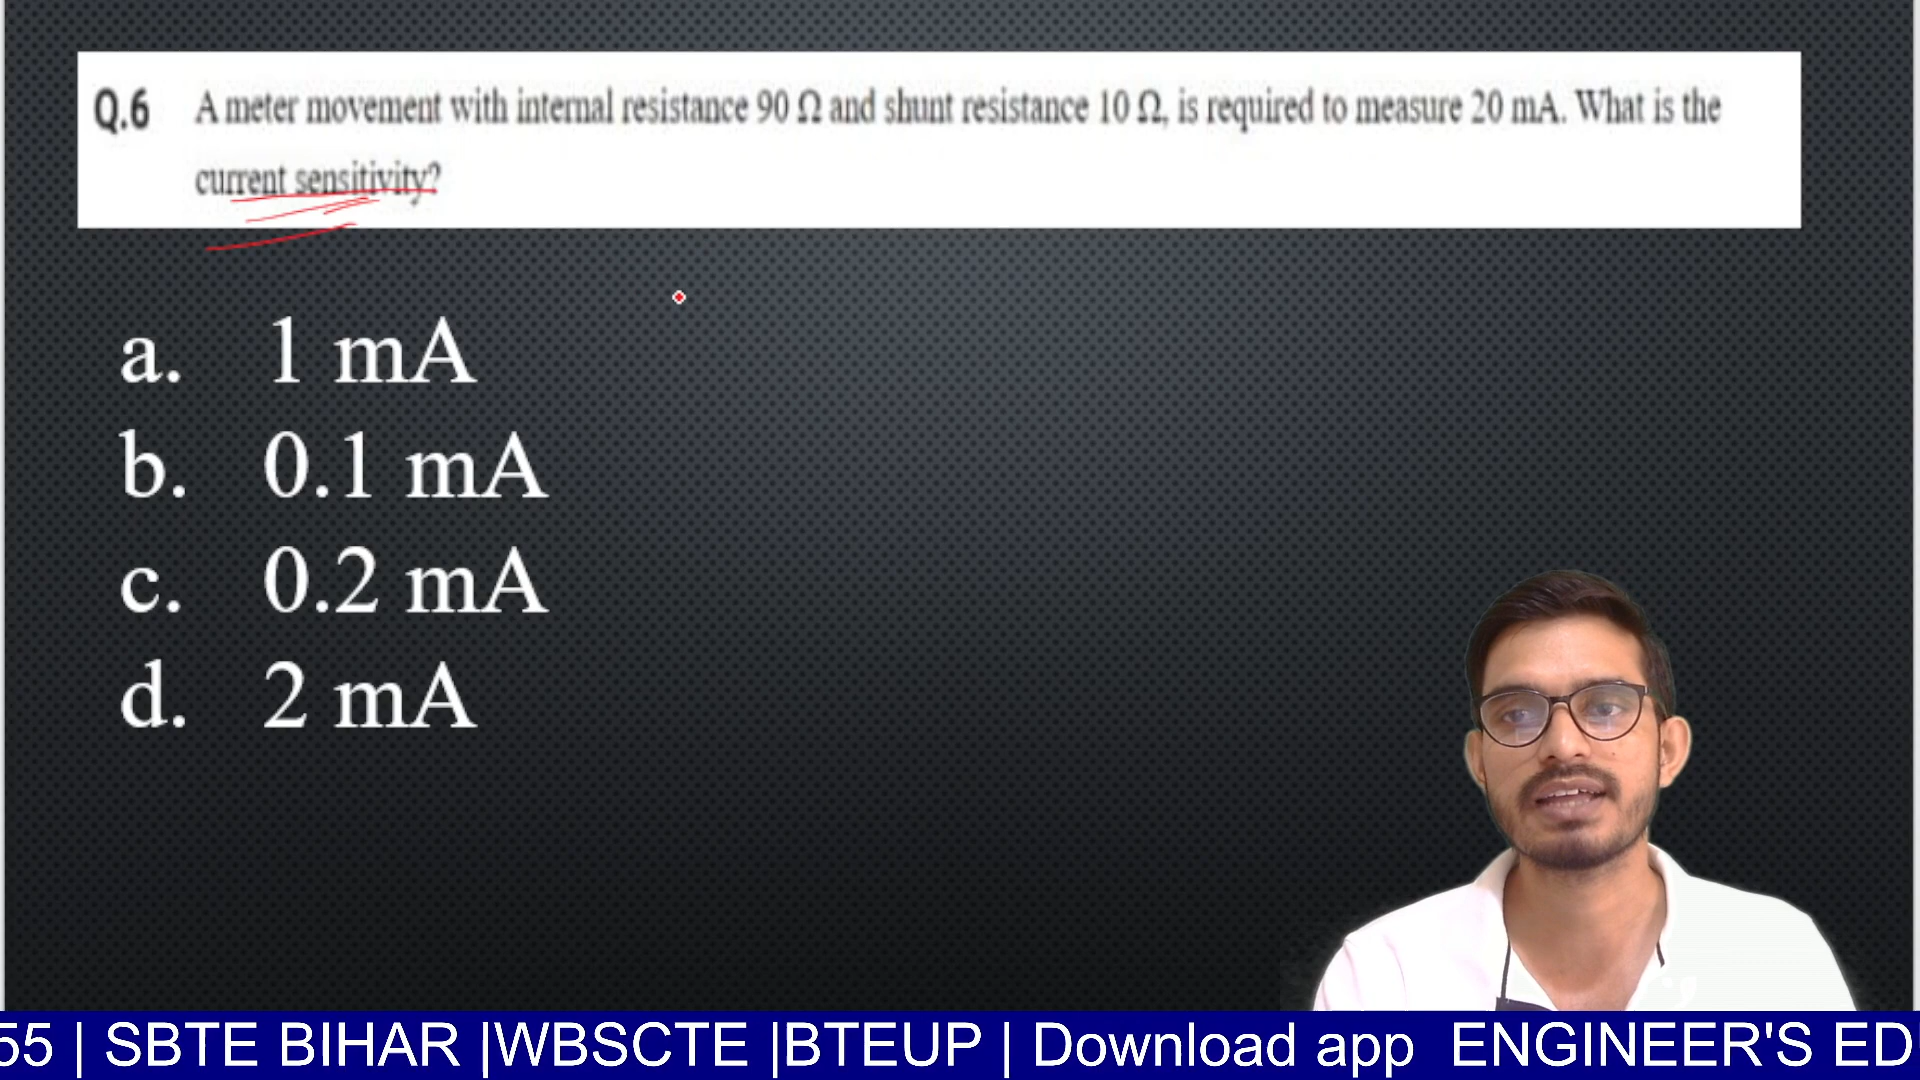 Q.6 A meter movement with internal resistance 90 Ω and shunt resistance 10 Ω, is required to measure 20 mA. What is the
current sensitivity?
a. 1 mA
b. 0.1 mA
c. 0.2 mA
d. 2 mA
55 | SBTE BIHAR |WBSCTE |BTEUP | Download app ENGINEER'S ED